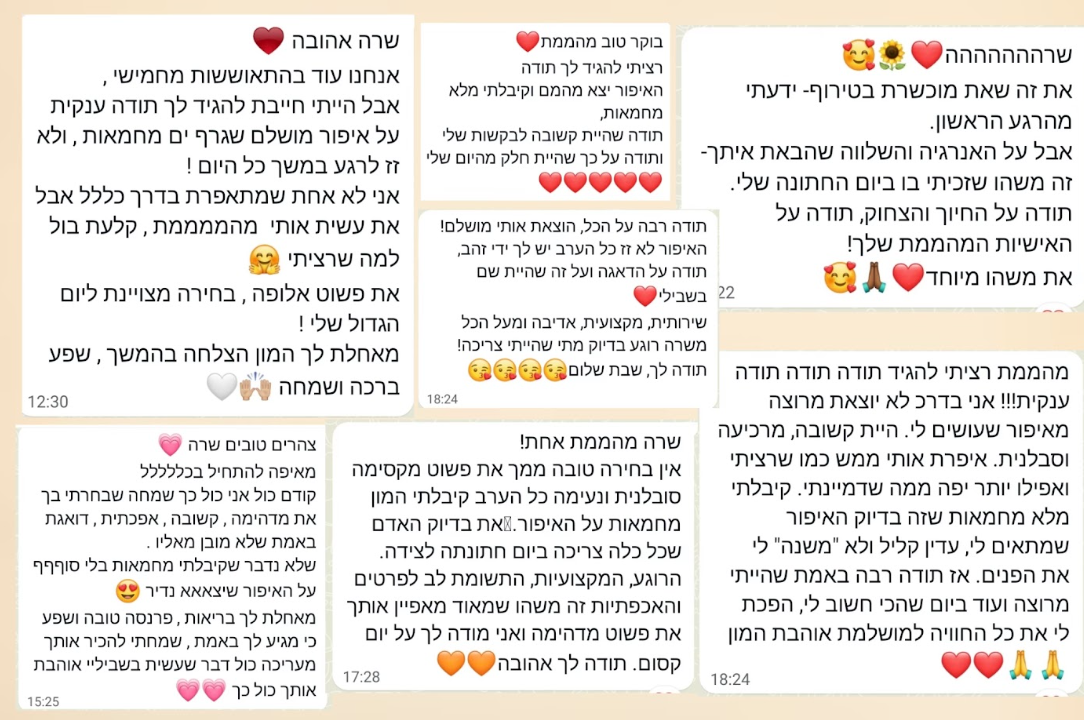 שרהההההההה❤️🌻🥰
את זה שאת מוכשרת בטירוף- ידעתי
מהרגע הראשון.
אבל על האנרגיה והשלווה שהבאת איתך-
זה משהו שזכיתי בו ביום החתונה שלי.
תודה על החיוך והצחוק, תודה על
האישיות המהממת שלך!
את משהו מיוחד❤️🙏🏾🥰
22
בוקר טוב מהממת❤️
רציתי להגיד לך תודה
האיפור יצא מהמם וקיבלתי מלא
מחמאות,
תודה שהיית קשובה לבקשות שלי
ותודה על כך שהיית חלק מהיום שלי
❤️❤️❤️❤️❤️
שרה אהובה ❤️
אנחנו עוד בהתאוששות מחמישי ,
אבל הייתי חייבת להגיד לך תודה ענקית
על איפור מושלם שגרף ים מחמאות , ולא
זז לרגע במשך כל היום !
אני לא אחת שמתאפרת בדרך כללל אבל
את עשית אותי מהממממת , קלעת בול
למה שרציתי 🤗
את פשוט אלופה , בחירה מצויינת ליום
הגדול שלי !
מאחלת לך המון הצלחה בהמשך , שפע
ברכה ושמחה 🙌🏼🤍
12:30
תודה רבה על הכל, הוצאת אותי מושלם!
האיפור לא זז כל הערב יש לך ידי זהב,
תודה על הדאגה ועל זה שהיית שם
בשבילי❤️
שירותית, מקצועית, אדיבה ומעל הכל
משרה רוגע בדיוק מתי שהייתי צריכה!
תודה לך, שבת שלום😘😘😘😘
18:24
מהממת רציתי להגיד תודה תודה תודה
ענקית!!! אני בדרכ לא יוצאת מרוצה
מאיפור שעושים לי. היית קשובה, מרכיעה
וסבלנית. איפרת אותי ממש כמו שרציתי
ואפילו יותר יפה ממה שדמיינתי. קיבלתי
מלא מחמאות שזה בדיוק האיפור
שמתאים לי, עדין קליל ולא "משנה" לי
את הפנים. אז תודה רבה באמת שהייתי
מרוצה ועוד ביום שהכי חשוב לי, הפכת
לי את כל החוויה למושלמת אוהבת המון
🙏🙏❤️❤️
18:24
שרה מהממת אחת!
אין בחירה טובה ממך את פשוט מקסימה
סובלנית ונעימה כל הערב קיבלתי המון
מחמאות על האיפור.את בדיוק האדם
שכל כלה צריכה ביום חתונתה לצידה.
הרוגע, המקצועיות, התשומת לב לפרטים
והאכפתיות זה משהו שמאוד מאפיין אותך
את פשוט מדהימה ואני מודה לך על יום
קסום. תודה לך אהובה🧡🧡
17:28
צהרים טובים שרה 💗
מאיפה להתחיל בכללללל
קודם כול אני כול כך שמחה שבחרתי בך
את מדהימה , קשובה , אפכתית , דואגת
באמת שלא מובן מאליו .
שלא נדבר שקיבלתי מחמאות בלי סוףףףף
על האיפור שיצאאא נדיר 😍
מאחלת לך בריאות , פרנסה טובה ושפע
כי מגיע לך באמת , שמחתי להכיר אותך
מעריכה כול דבר שעשית בשביליי אוהבת
אותך כול כך 💗💗
15:25